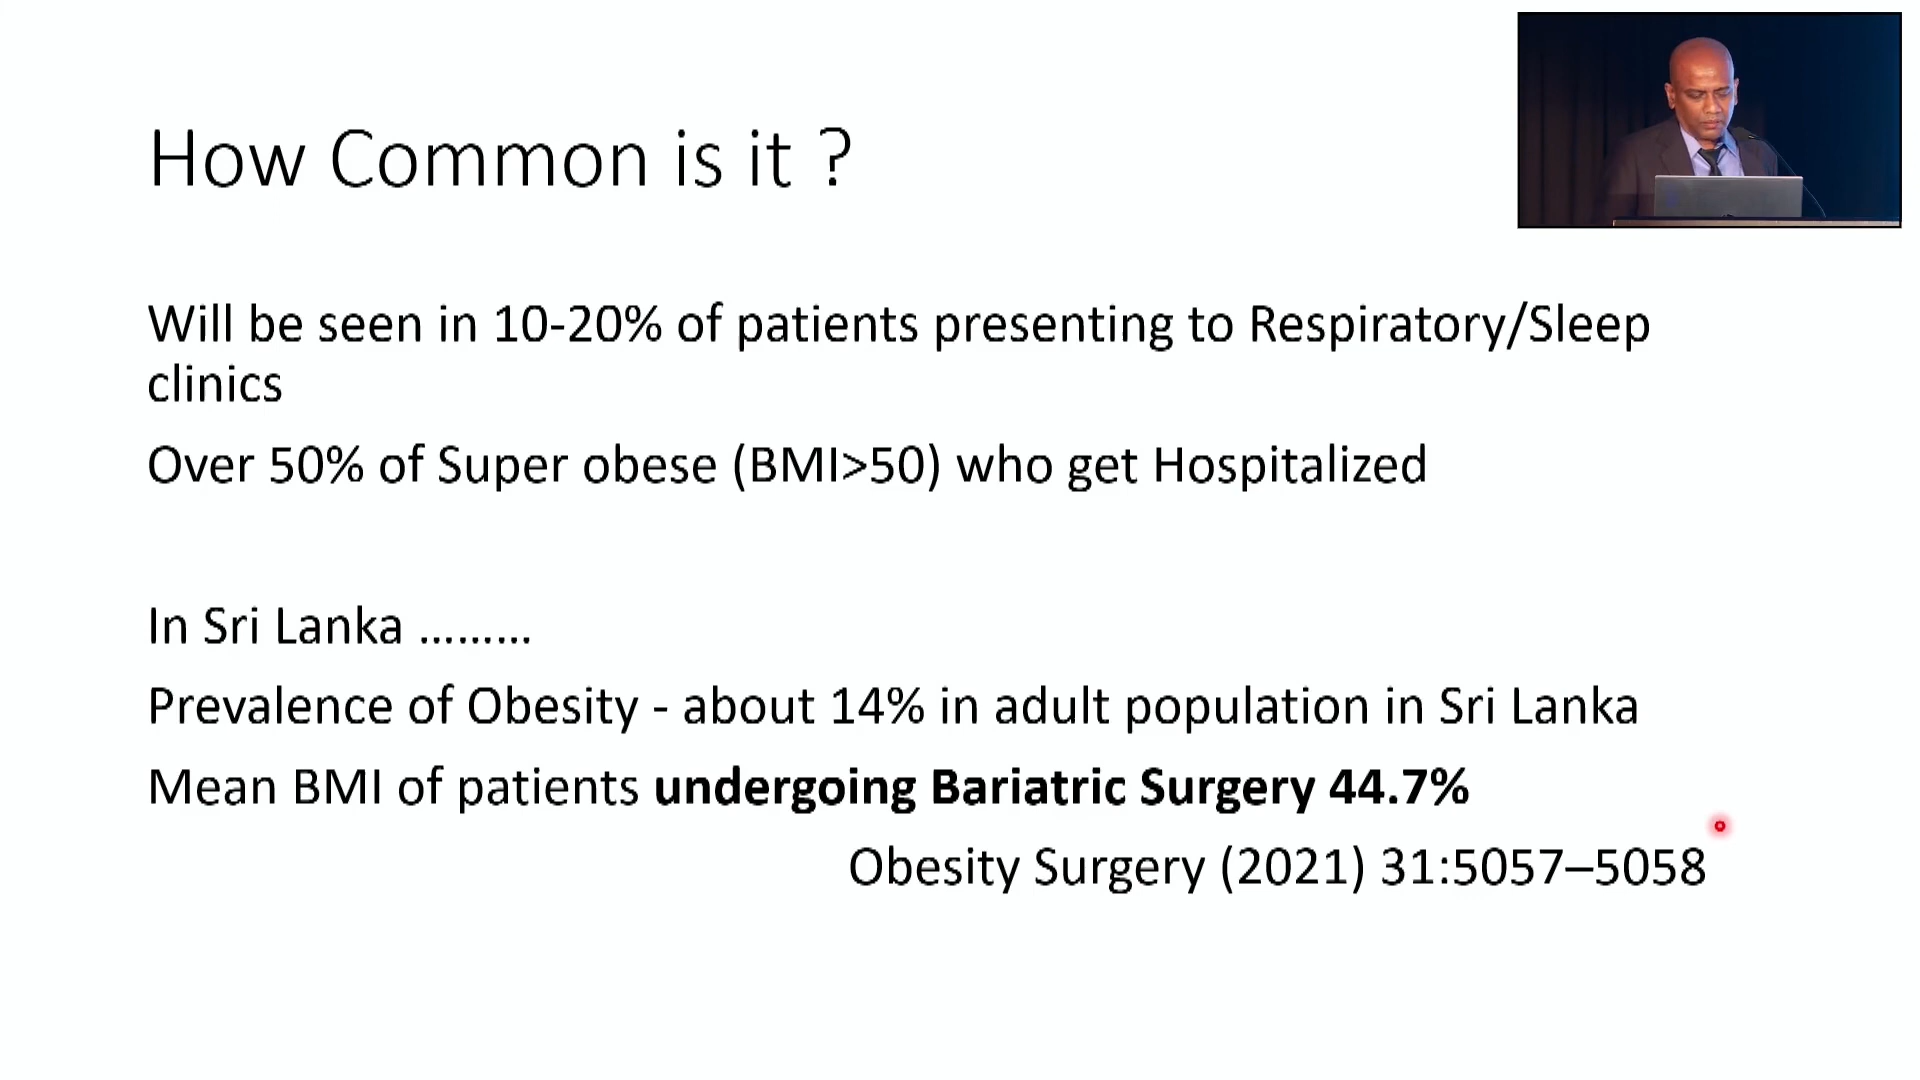 How Common is it ?
Will be seen in 10-20% of patients presenting to Respiratory/Sleep
clinics
Over 50% of Super obese (BMI>50) who get Hospitalized
In Sri Lanka .........
Prevalence of Obesity - about 14% in adult population in Sri Lanka
Mean BMI of patients undergoing Bariatric Surgery 44.7%
Obesity Surgery (2021) 31:5057–5058